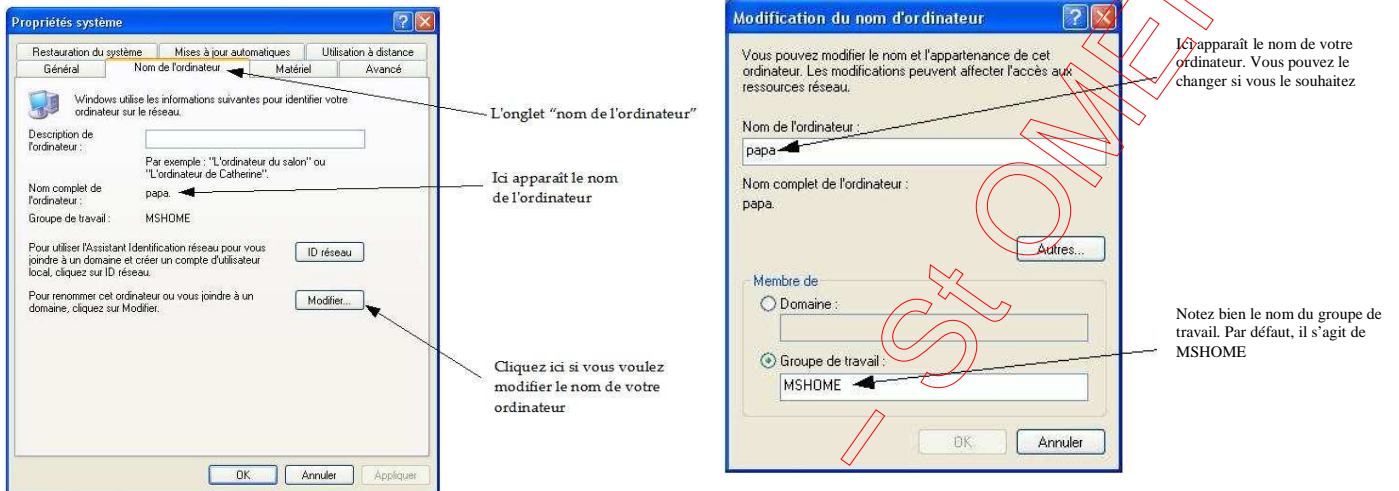 Propriétés système
Restauration du système
Mises à jour automatiques
Utilisation à distance
Général
Nom de l'ordinateur
Matériel
Avancé
Windows utilise les informations suivantes pour identifier votre
ordinateur sur le réseau.
Description de
l'ordinateur :
Par exemple : "L'ordinateur du salon" ou
"L'ordinateur de Catherine".
Nom complet de
l'ordinateur :
papa.
Groupe de travail :
MSHOME
Pour utiliser l'Assistant Identification réseau pour vous
joindre à un domaine et créer un compte d'utilisateur
local, cliquez sur ID réseau.
ID réseau
Pour renommer cet ordinateur ou vous joindre à un
domaine, cliquez sur Modifier.
Modifier...
OK
Annuler
Appliquer
L'onglet “nom de l'ordinateur”
Ici apparaît le nom
de l'ordinateur
Cliquez ici si vous voulez
modifier le nom de votre
ordinateur
Modification du nom d'ordinateur
Vous pouvez modifier le nom et l'appartenance de cet
ordinateur. Les modifications peuvent affecter l'accès aux
ressources réseau.
Nom de l'ordinateur :
papa
Nom complet de l'ordinateur :
papa.
Autres...
Membre de
Domaine :
Groupe de travail :
MSHOME
OK
Annuler
Ici apparaît le nom de votre
ordinateur. Vous pouvez le
changer si vous le souhaitez
Notez bien le nom du groupe de
travail. Par défaut, il s’agit de
MSHOME
– St OME